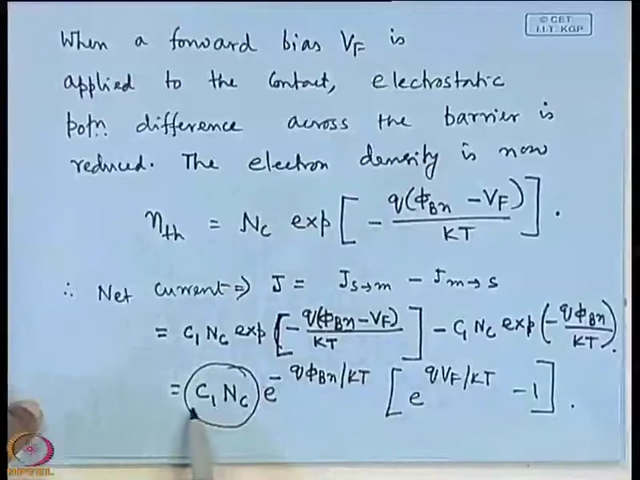 © CET
I.I.T. KGP
When a forward bias V_F is
applied to the contact, electrostatic
potn. difference across the barrier is
reduced. The electron density is now
n_th = N_c exp [ - q(ϕ_Bn - V_F) / KT ] .
∴ Net current ⇒ J = J_s→m - J_m→s
= C_1 N_c exp [ - q(ϕ_Bn - V_F) / KT ] - C_1 N_c exp ( - qϕ_Bn / KT ) .
= C_1 N_c e^{- qϕ_Bn/KT} [ e^{qV_F/KT} - 1 ] .
NPTEL